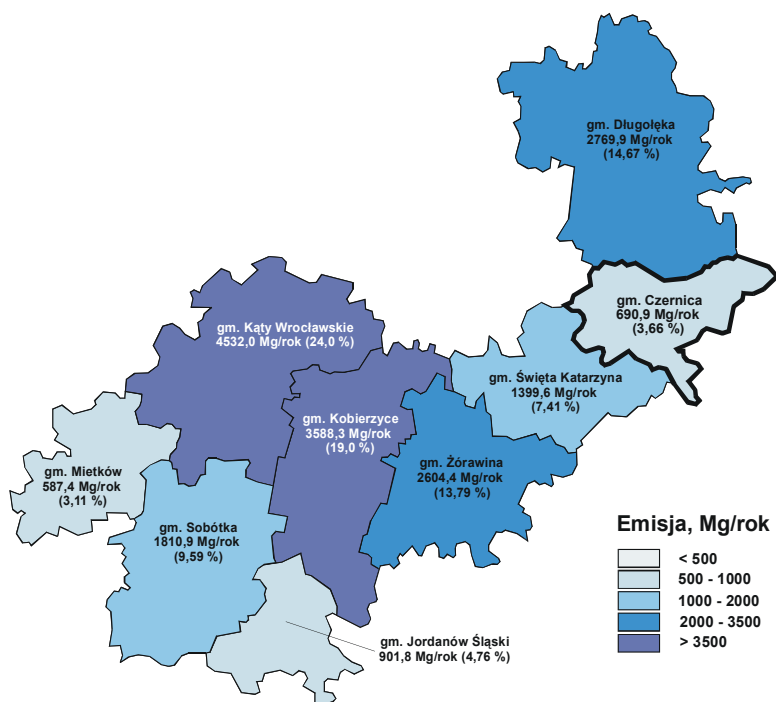 gm. Długołęka
2769,9 Mg/rok
(14,67 %)
gm. Czernica
690,9 Mg/rok
(3,66 %)
gm. Kąty Wrocławskie
4532,0 Mg/rok (24,0 %)
gm. Święta Katarzyna
1399,6 Mg/rok
(7,41 %)
gm. Kobierzyce
3588,3 Mg/rok
(19,0 %)
gm. Żórawina
2604,4 Mg/rok
(13,79 %)
gm. Mietków
587,4 Mg/rok
(3,11 %)
gm. Sobótka
1810,9 Mg/rok
(9,59 %)
gm. Jordanów Śląski
901,8 Mg/rok (4,76 %)
Emisja, Mg/rok
< 500
500 - 1000
1000 - 2000
2000 - 3500
> 3500